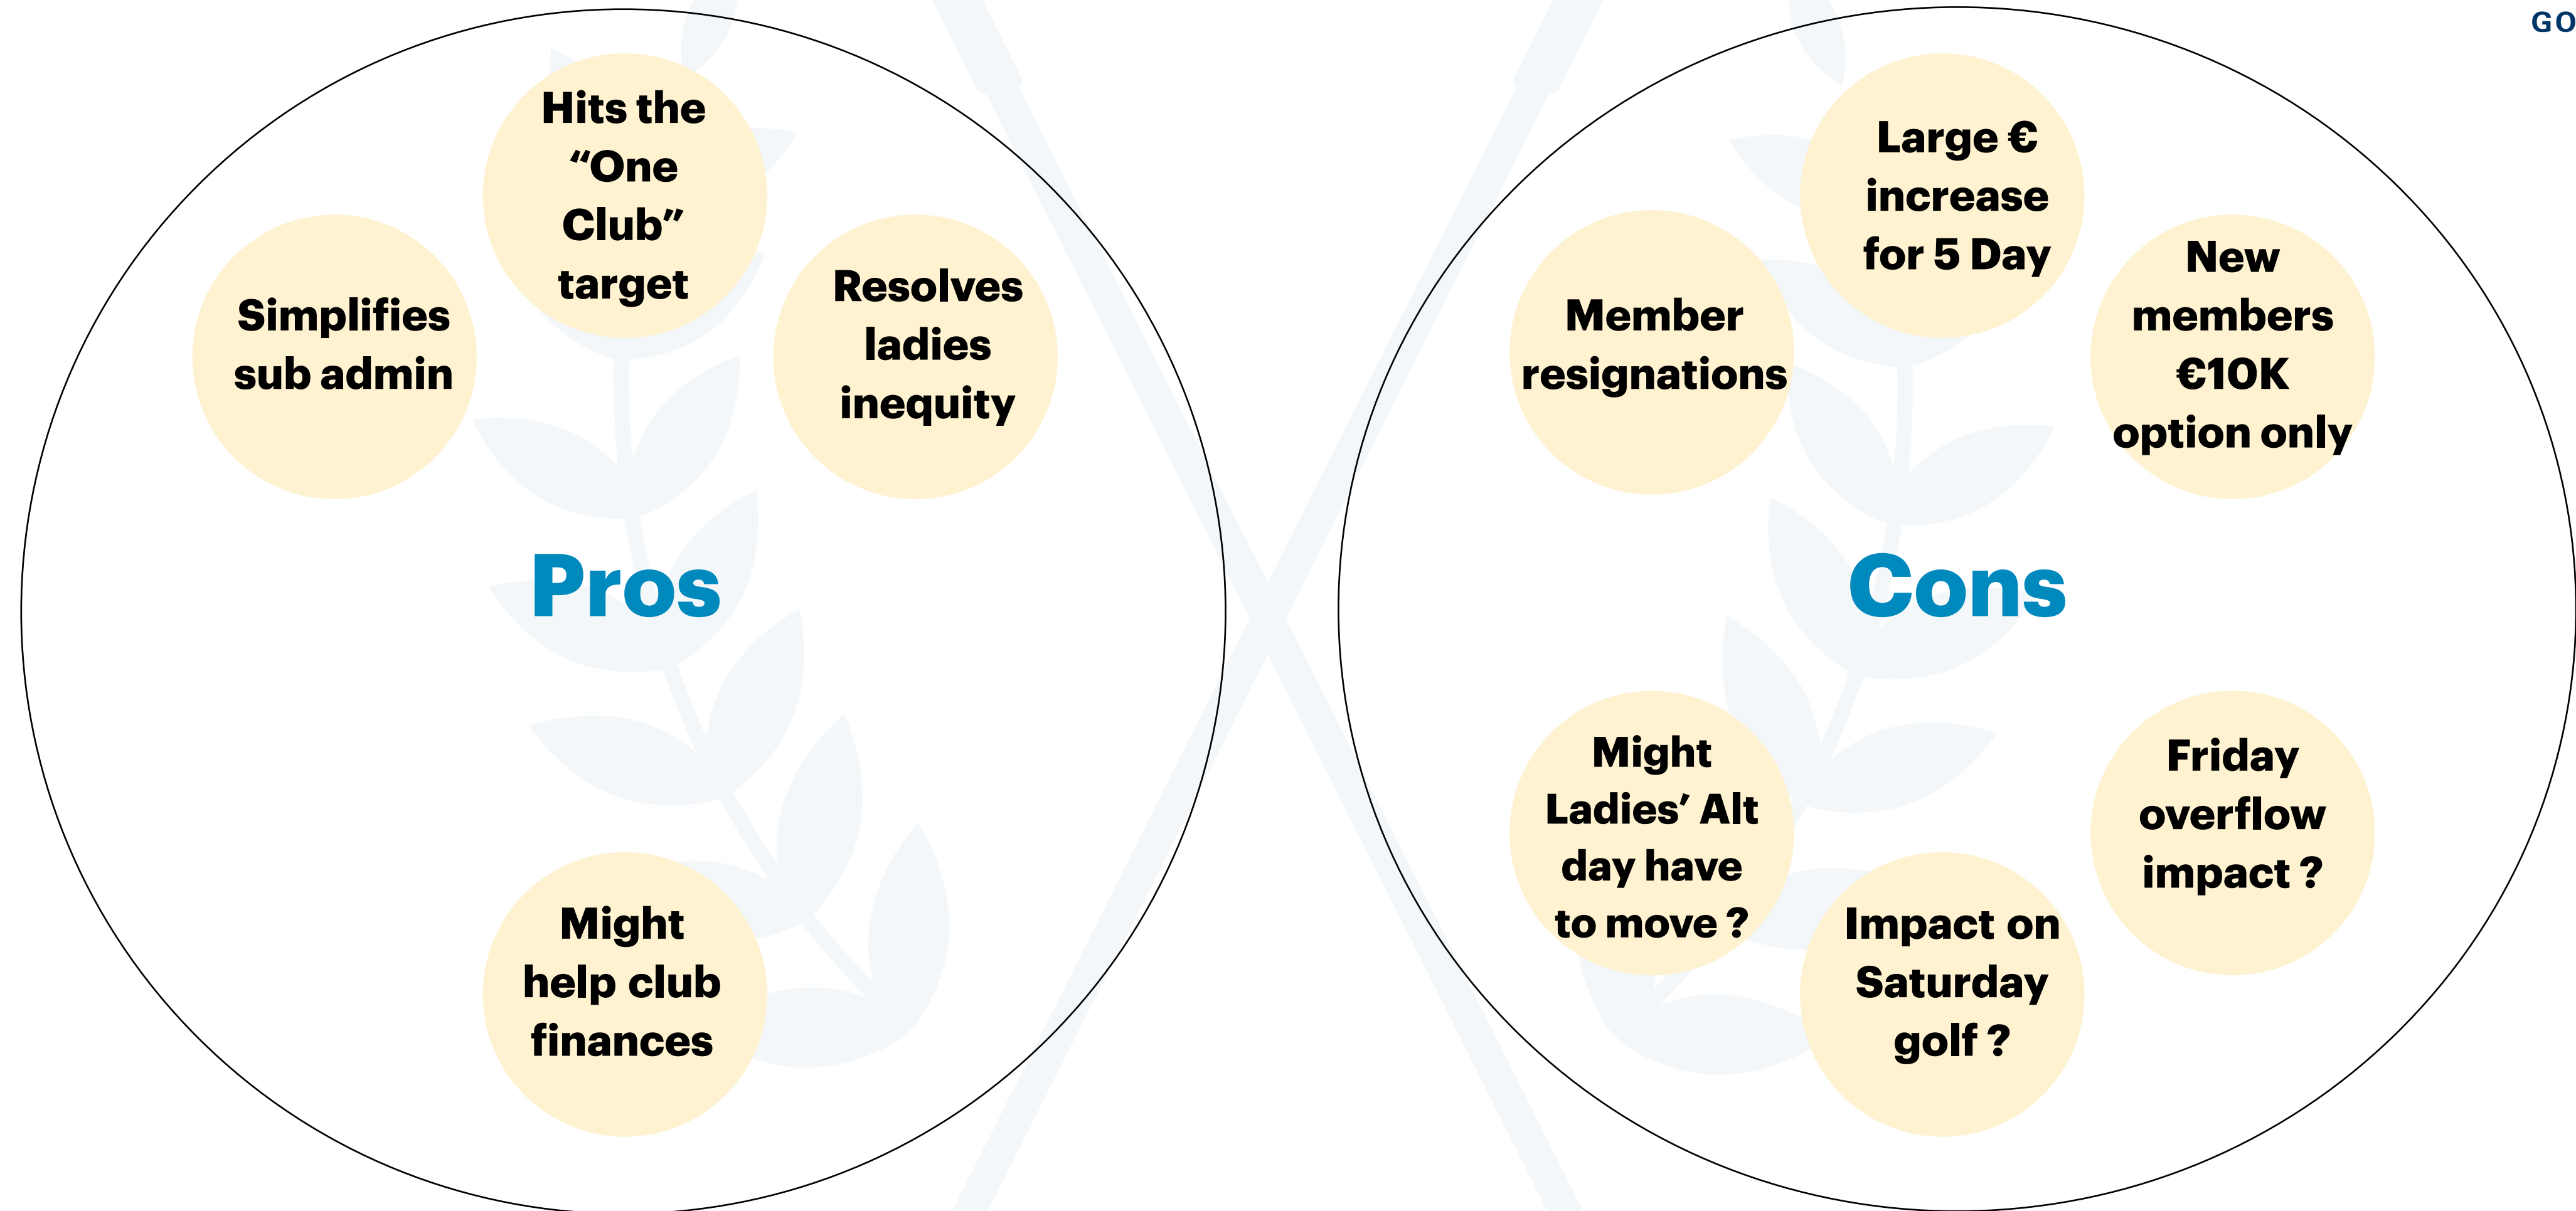 Hits the
“One
Club”
target
Simplifies
sub admin
Resolves
ladies
inequity
Pros
Might
help club
finances
GO
Large €
increase
for 5 Day
Member
resignations
New
members
€10K
option only
Cons
Might
Ladies’ Alt
day have
to move ?
Friday
overflow
impact ?
Impact on
Saturday
golf ?